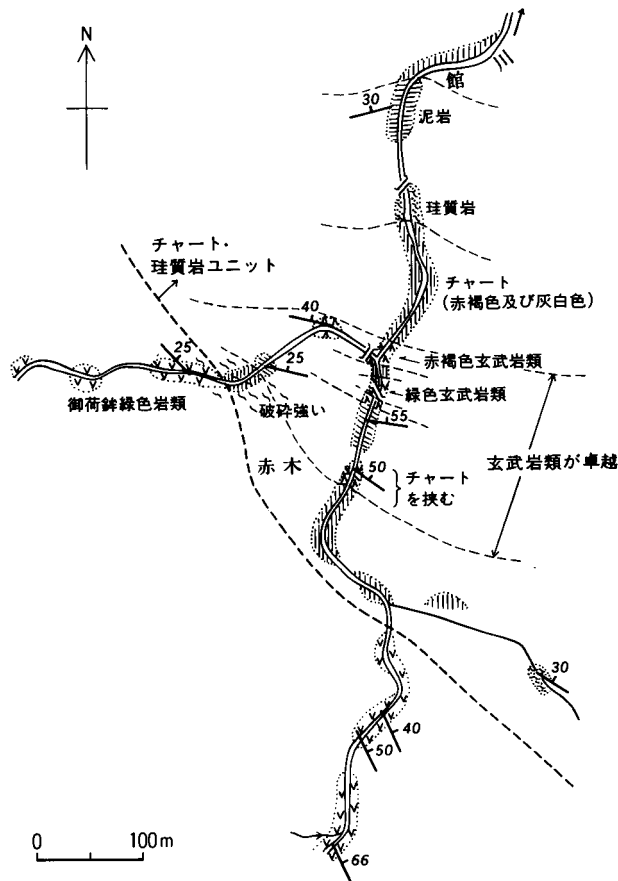 N
館
30
泥岩
珪質岩
チャート・
珪質岩ユニット
チャート
(赤褐色及び灰白色)
40
25
25
赤褐色玄武岩類
緑色玄武岩類
御荷鉾緑色岩類
破砕強い
55
赤木
玄武岩類が卓越
50
チャート
を挟む
30
40
50
66
0
100m